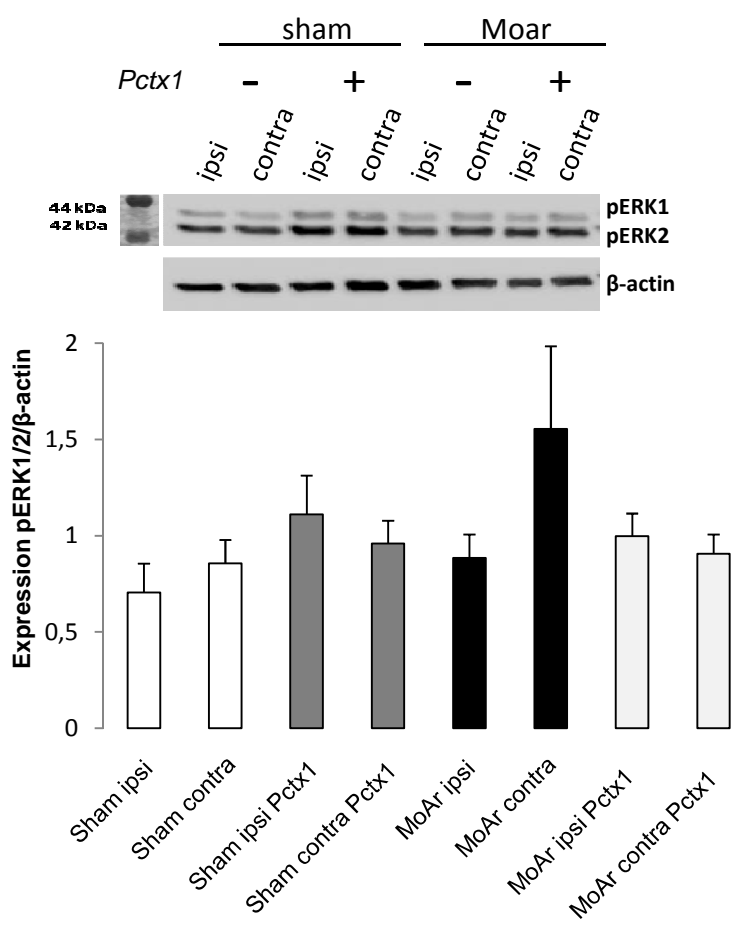 sham Moar
Pctx1 - + - +
ipsi contra ipsi contra ipsi contra ipsi contra
44 kDa pERK1
42 kDa pERK2
β-actin
Expression pERK1/2/β-actin
2
1,5
1
0,5
0
Sham ipsi
Sham contra
Sham ipsi Pctx1
Sham contra Pctx1
MoAr ipsi
MoAr contra
MoAr ipsi Pctx1
MoAr contra Pctx1